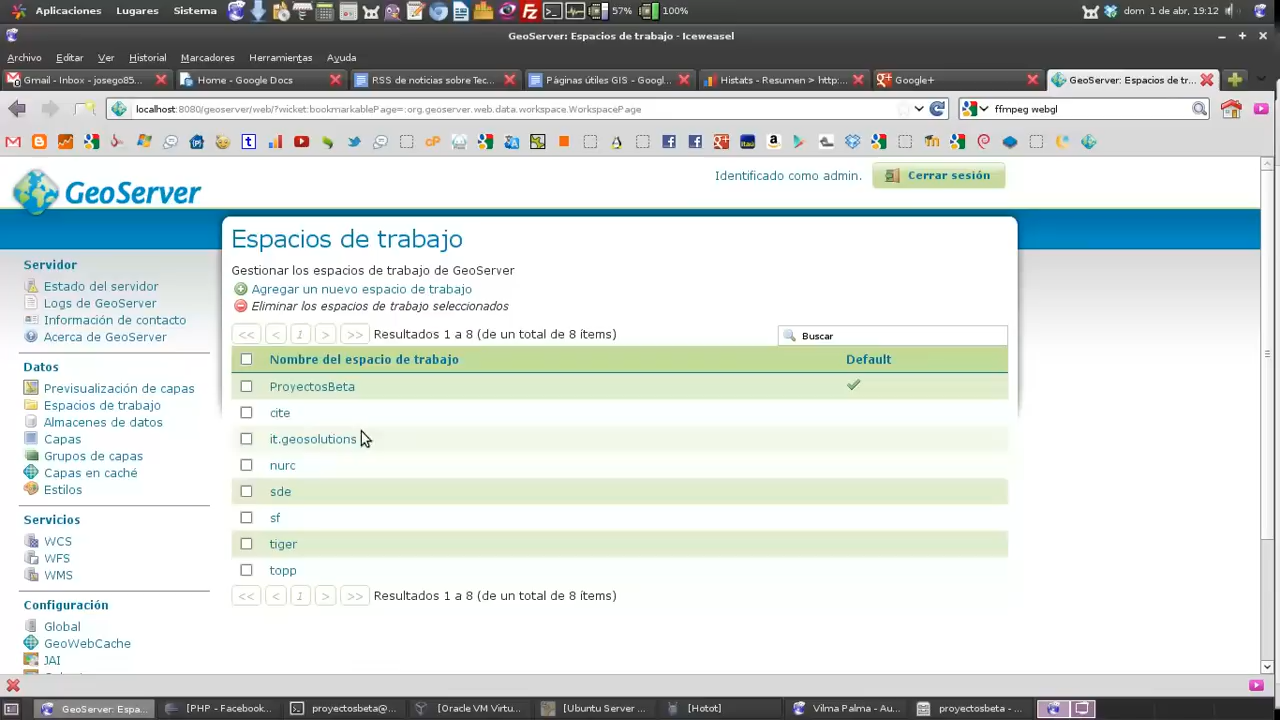 Aplicaciones Lugares Sistema 57% 100% dom 1 de abr, 19:12
GeoServer: Espacios de trabajo - Iceweasel
Archivo Editar Ver Historial Marcadores Herramientas Ayuda
Gmail - Inbox - josego85... Home - Google Docs RSS de noticias sobre Tec... Páginas útiles GIS - Googl... Histats - Resumen > http:... Google+ GeoServer: Espacios de tr...
localhost:8080/geoserver/web/?wicket:bookmarkablePage=:org.geoserver.web.data.workspace.WorkspacePage ffmpeg webgl
GeoServer
Identificado como admin. Cerrar sesión
Espacios de trabajo
Gestionar los espacios de trabajo de GeoServer
Agregar un nuevo espacio de trabajo
Eliminar los espacios de trabajo seleccionados
<< < 1 > >> Resultados 1 a 8 (de un total de 8 ítems) Buscar
Nombre del espacio de trabajo Default
ProyectosBeta
cite
it.geosolutions
nurc
sde
sf
tiger
topp
<< < 1 > >> Resultados 1 a 8 (de un total de 8 ítems)
Servidor
Estado del servidor
Logs de GeoServer
Información de contacto
Acerca de GeoServer
Datos
Previsualización de capas
Espacios de trabajo
Almacenes de datos
Capas
Grupos de capas
Capas en caché
Estilos
Servicios
WCS
WFS
WMS
Configuración
Global
GeoWebCache
JAI
GeoServer: Espa... [PHP - Facebook... proyectosbeta@... [Oracle VM Virtu... [Ubuntu Server ... [Hotot] Vilma Palma - Au... proyectosbeta - ...